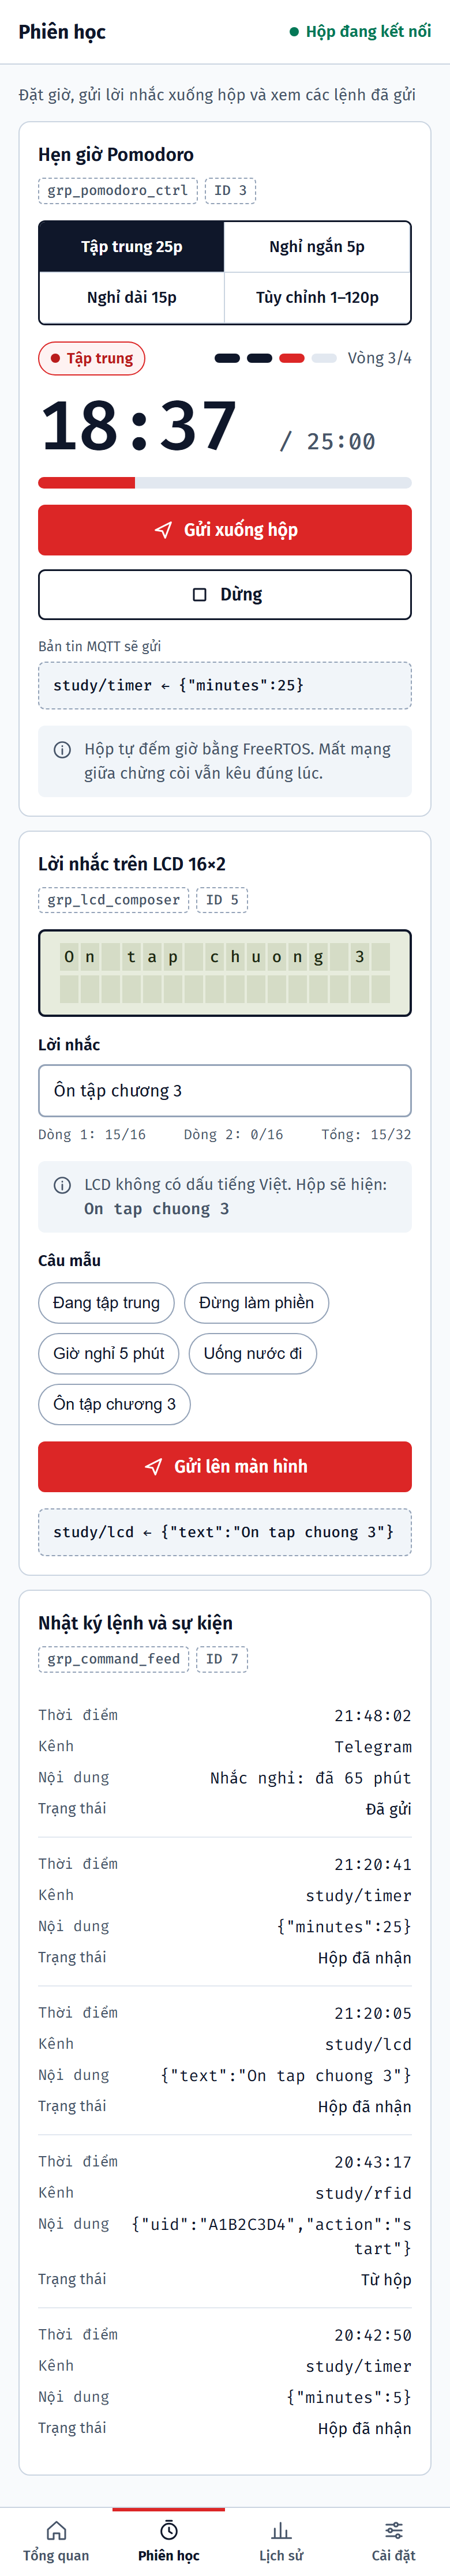 Phiên học
Hộp đang kết nối
Đặt giờ, gửi lời nhắc xuống hộp và xem các lệnh đã gửi
Hẹn giờ Pomodoro
grp_pomodoro_ctrl ID 3
Tập trung 25p
Nghỉ ngắn 5p
Nghỉ dài 15p
Tùy chỉnh 1–120p
Tập trung
Vòng 3/4
18:37 / 25:00
Gửi xuống hộp
Dừng
Bản tin MQTT sẽ gửi
study/timer ← {"minutes":25}
Hộp tự đếm giờ bằng FreeRTOS. Mất mạng
giữa chừng còi vẫn kêu đúng lúc.
Lời nhắc trên LCD 16×2
grp_lcd_composer ID 5
On tap chuong 3
Lời nhắc
Ôn tập chương 3
Dòng 1: 15/16 Dòng 2: 0/16 Tổng: 15/32
LCD không có dấu tiếng Việt. Hộp sẽ hiện:
On tap chuong 3
Câu mẫu
Đang tập trung
Đừng làm phiền
Giờ nghỉ 5 phút
Uống nước đi
Ôn tập chương 3
Gửi lên màn hình
study/lcd ← {"text":"On tap chuong 3"}
Nhật ký lệnh và sự kiện
grp_command_feed ID 7
Thời điểm 21:48:02
Kênh Telegram
Nội dung Nhắc nghỉ: đã 65 phút
Trạng thái Đã gửi
Thời điểm 21:20:41
Kênh study/timer
Nội dung {"minutes":25}
Trạng thái Hộp đã nhận
Thời điểm 21:20:05
Kênh study/lcd
Nội dung {"text":"On tap chuong 3"}
Trạng thái Hộp đã nhận
Thời điểm 20:43:17
Kênh study/rfid
Nội dung {"uid":"A1B2C3D4","action":"s
tart"}
Trạng thái Từ hộp
Thời điểm 20:42:50
Kênh study/timer
Nội dung {"minutes":5}
Trạng thái Hộp đã nhận
Tổng quan
Phiên học
Lịch sử
Cài đặt